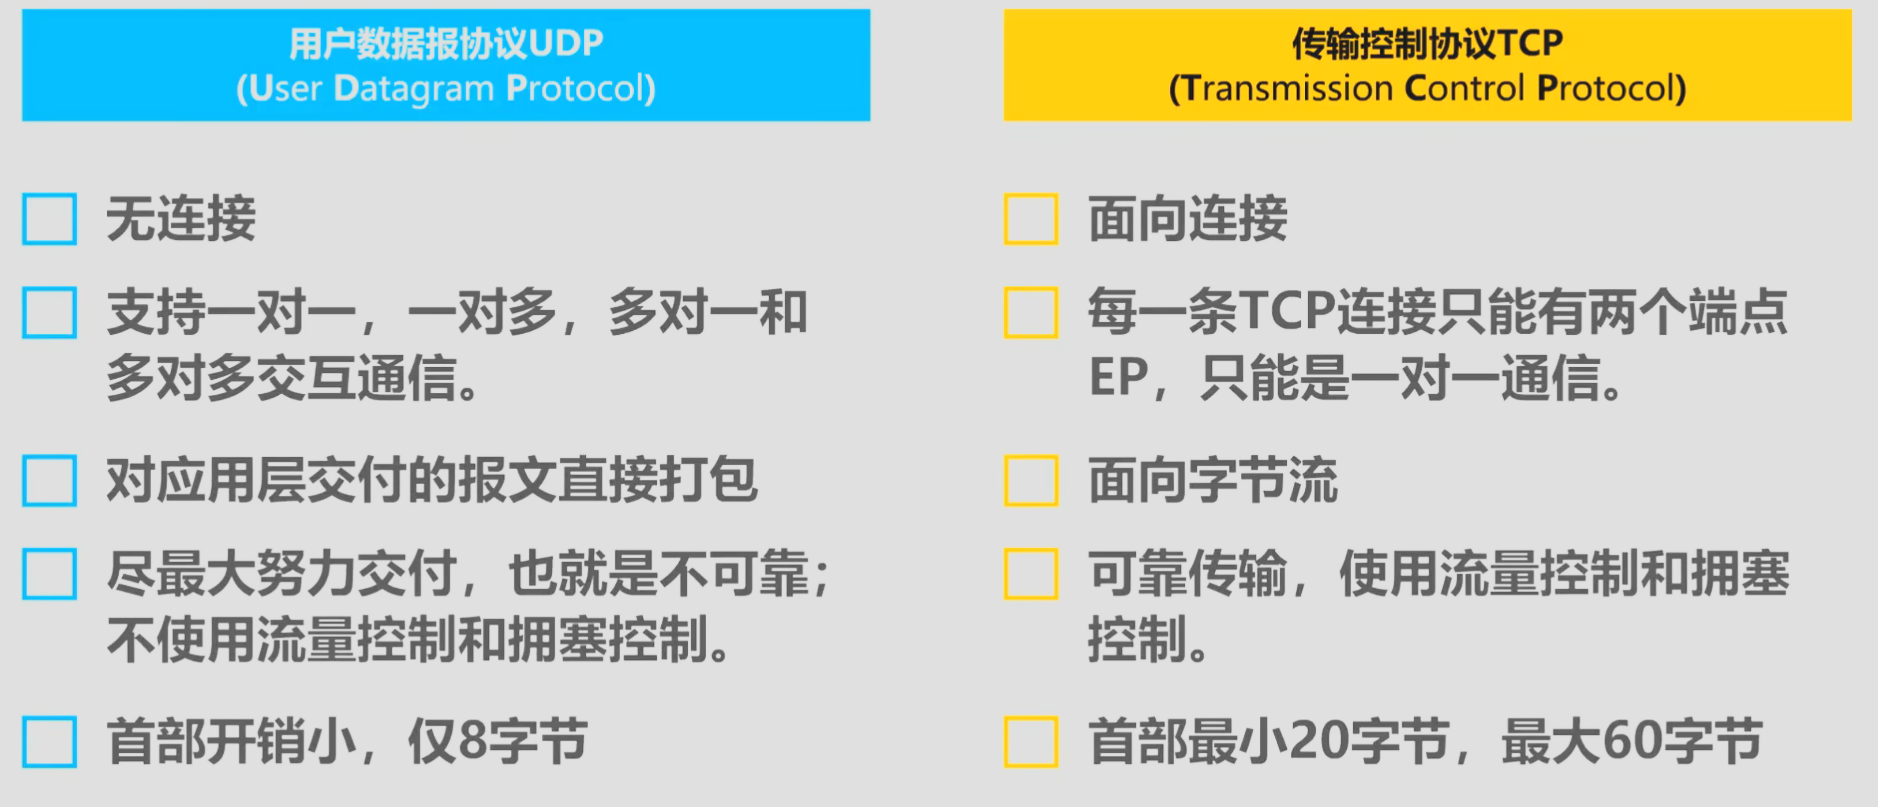 用户数据报协议UDP
(User Datagram Protocol)
无连接
支持一对一，一对多，多对一和
多对多交互通信。
对应用层交付的报文直接打包
尽最大努力交付，也就是不可靠；
不使用流量控制和拥塞控制。
首部开销小，仅8字节
传输控制协议TCP
(Transmission Control Protocol)
面向连接
每一条TCP连接只能有两个端点
EP，只能是一对一通信。
面向字节流
可靠传输，使用流量控制和拥塞
控制。
首部最小20字节，最大60字节